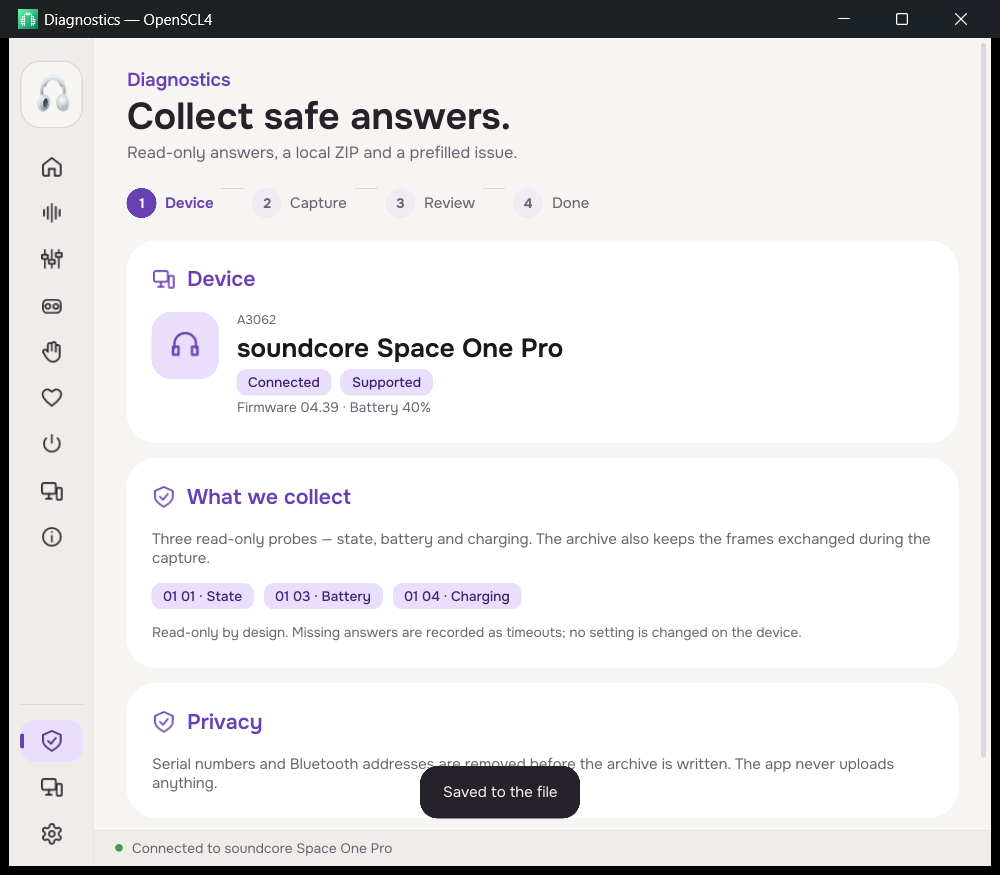 Diagnostics — OpenSCL4
Diagnostics
Collect safe answers.
Read-only answers, a local ZIP and a prefilled issue.
1 Device 2 Capture 3 Review 4 Done
Device
A3062
soundcore Space One Pro
Connected Supported
Firmware 04.39 · Battery 40%
What we collect
Three read-only probes — state, battery and charging. The archive also keeps the frames exchanged during the
capture.
01 01 · State 01 03 · Battery 01 04 · Charging
Read-only by design. Missing answers are recorded as timeouts; no setting is changed on the device.
Privacy
Serial numbers and Bluetooth addresses are removed before the archive is written. The app never uploads
anything.
Saved to the file
Connected to soundcore Space One Pro